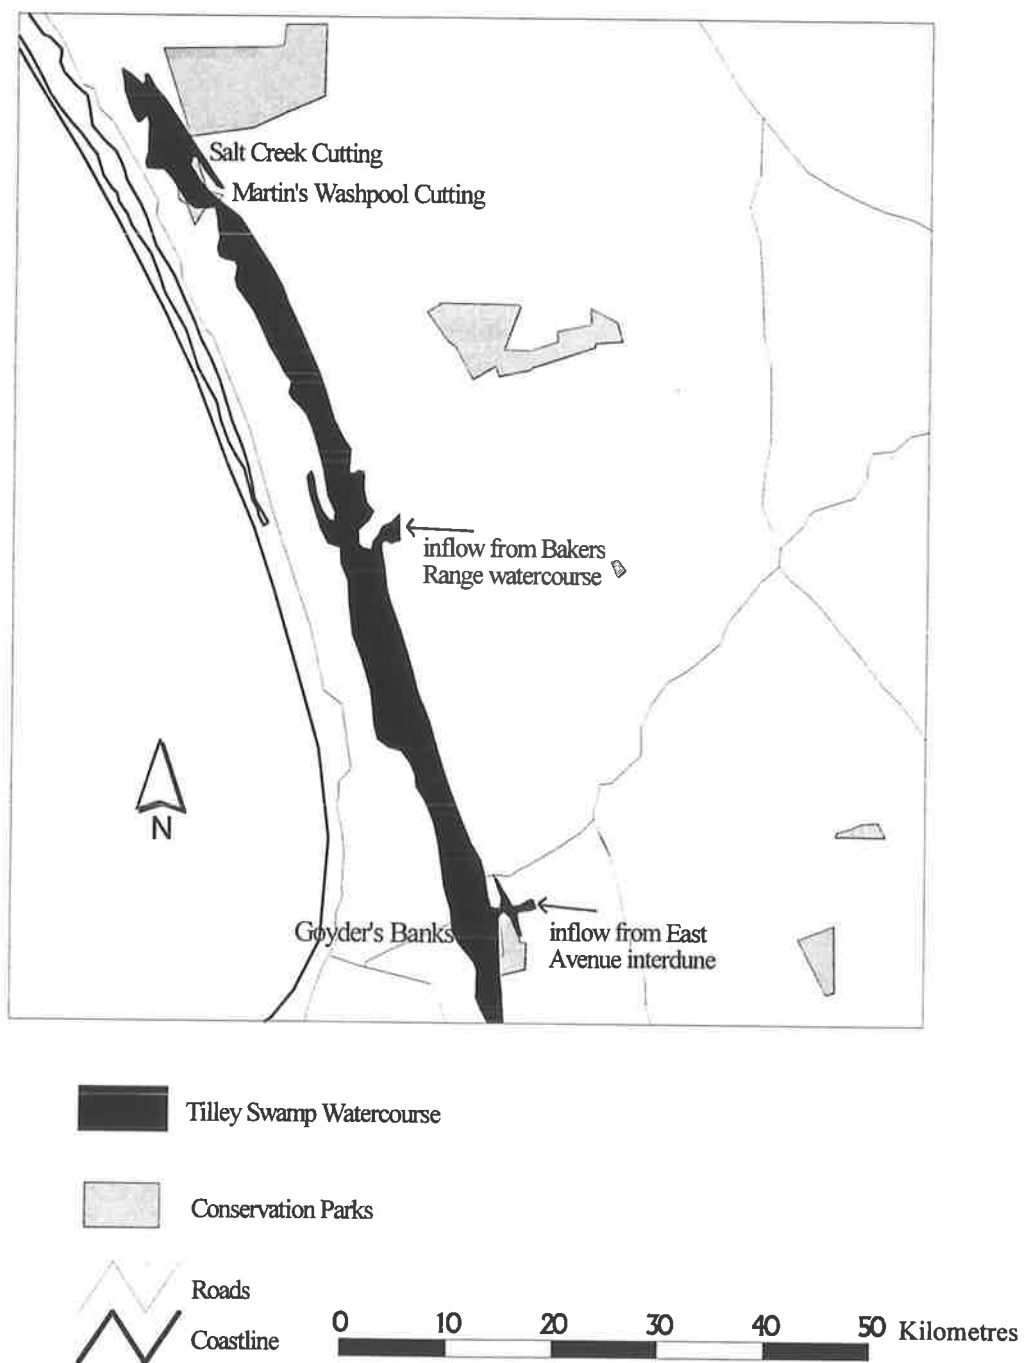 Salt Creek Cutting
Martin's Washpool Cutting
inflow from Bakers
Range watercourse
N
Goyder's Banks
inflow from East
Avenue interdune
Tilley Swamp Watercourse
Conservation Parks
Roads
Coastline
0 10 20 30 40 50 Kilometres